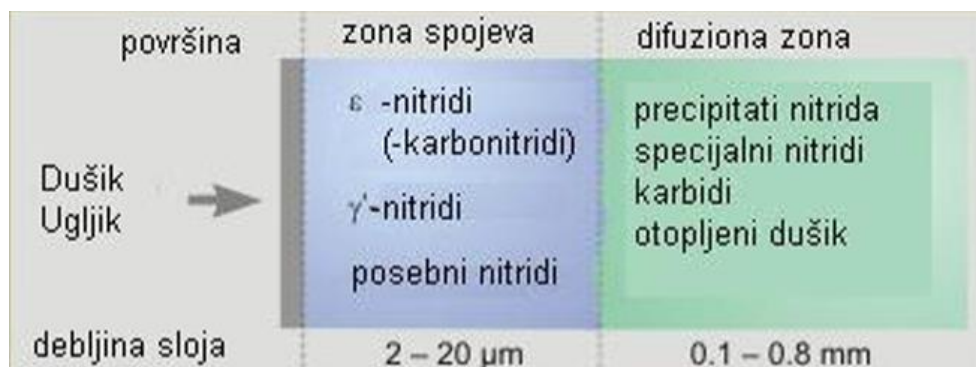 površina
zona spojeva
difuziona zona
Dušik
Ugljik
ε -nitridi
(-karbonitridi)
γ'-nitridi
posebni nitridi
precipitati nitrida
specijalni nitridi
karbidi
otopljeni dušik
debljina sloja
2 – 20 µm
0.1 – 0.8 mm